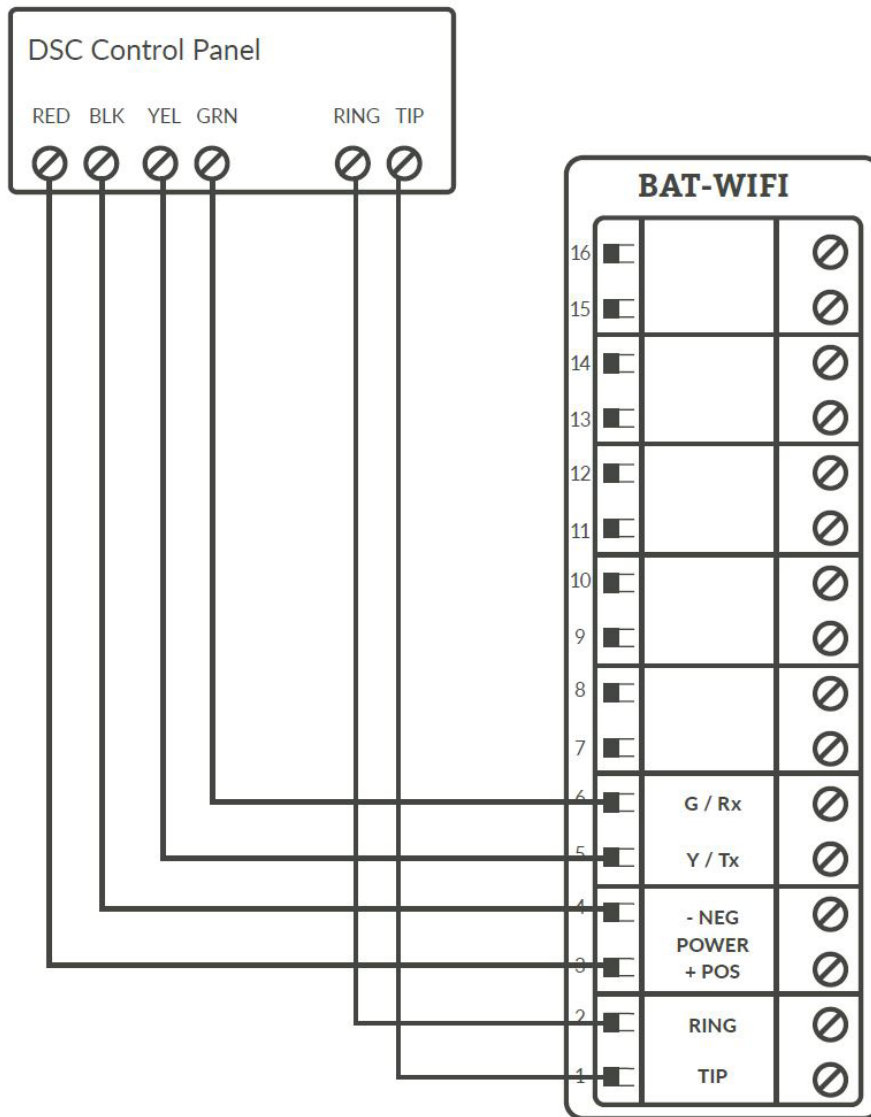 DSC Control Panel
RED BLK YEL GRN RING TIP
BAT-WIFI
16
15
14
13
12
11
10
9
8
7
6 G / Rx
5 Y / Tx
4 - NEG
POWER
3 + POS
2 RING
1 TIP